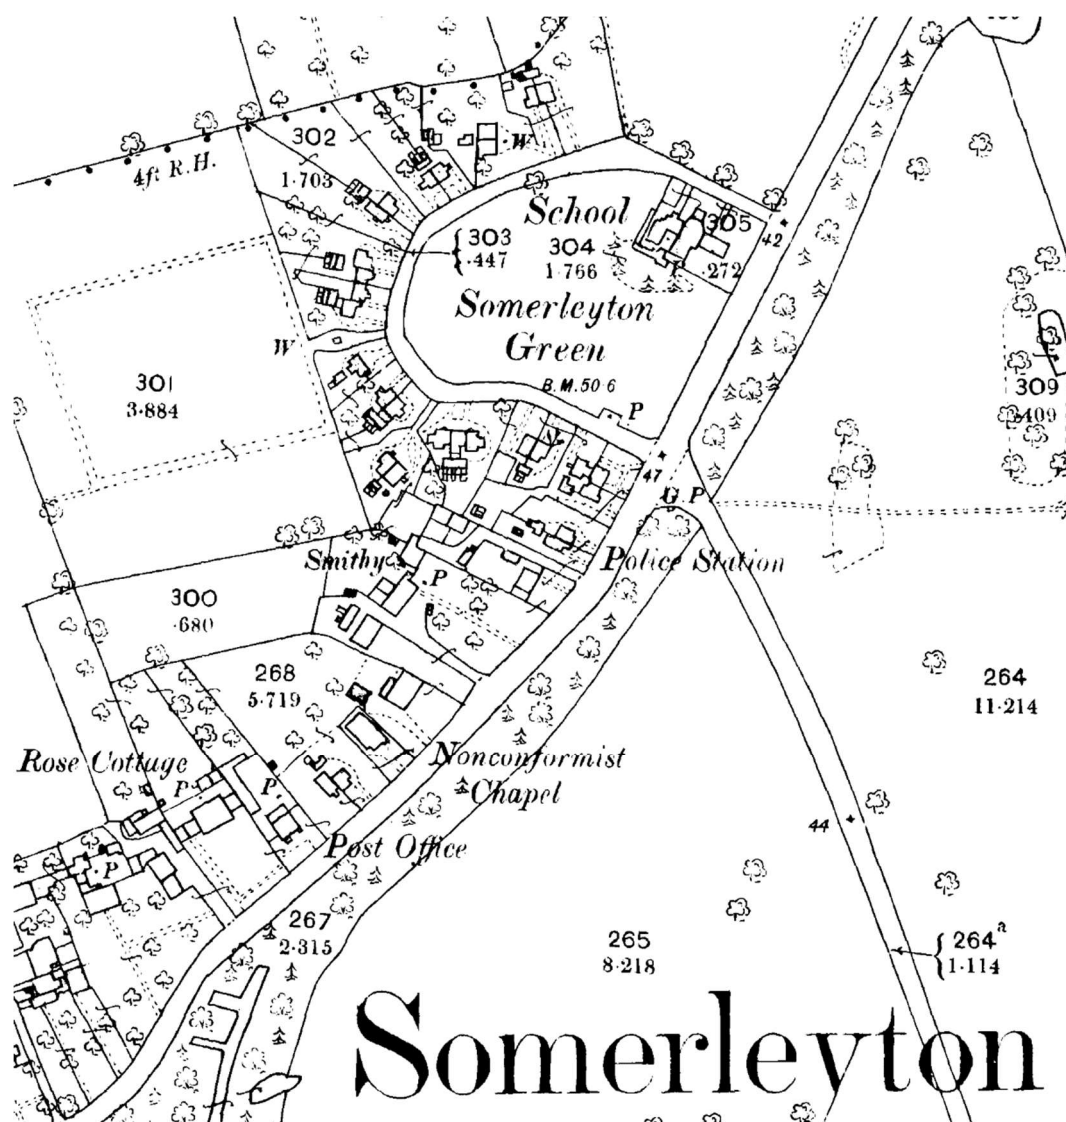 302
1.703
4ft R.H.
W
School
305
.272
42
303
.447
304
1.766
Somerleyton
Green
B.M.50.6
P
W
301
3.884
309
.409
47
G.P
Smithy
P
Police Station
300
.680
268
5.719
264
11.214
Rose Cottage
P
P
Nonconformist
Chapel
44
Post Office
P
267
2.315
265
8.218
264a
1.114
Somerleyton